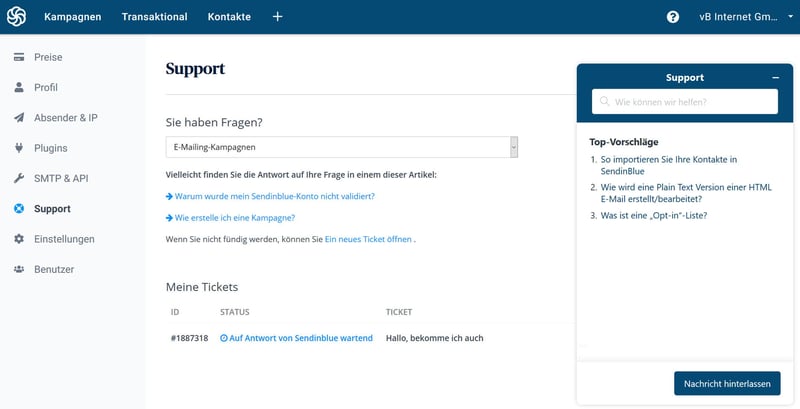 Kampagnen Transaktional Kontakte + ? vB Internet Gm...
Preise
Profil
Absender & IP
Plugins
SMTP & API
Support
Einstellungen
Benutzer
Support
Sie haben Fragen?
E-Mailing-Kampagnen
Vielleicht finden Sie die Antwort auf Ihre Frage in einem dieser Artikel:
Warum wurde mein Sendinblue-Konto nicht validiert?
Wie erstelle ich eine Kampagne?
Wenn Sie nicht fündig werden, können Sie Ein neues Ticket öffnen .
Meine Tickets
ID STATUS TICKET
#1887318 Auf Antwort von Sendinblue wartend Hallo, bekomme ich auch
Support
Wie können wir helfen?
Top-Vorschläge
1. So importieren Sie Ihre Kontakte in
SendinBlue
2. Wie wird eine Plain Text Version einer HTML
E-Mail erstellt/bearbeitet?
3. Was ist eine „Opt-in“-Liste?
Nachricht hinterlassen